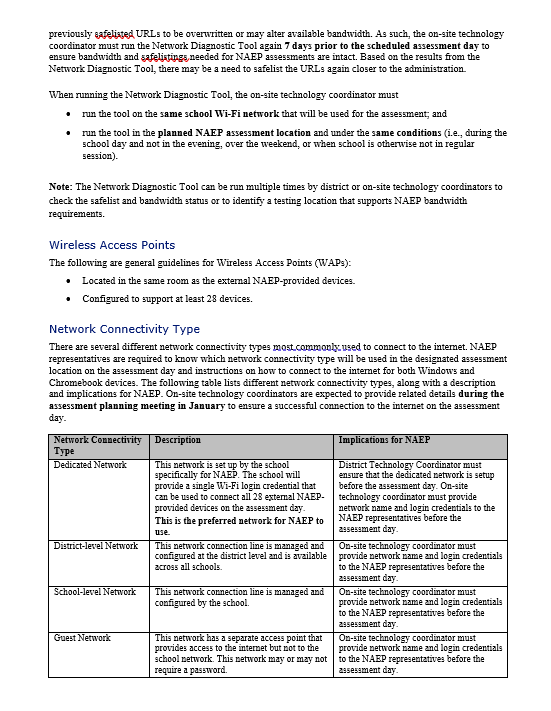 previously safelisted URLs to be overwritten or may alter available bandwidth. As such, the on-site technology
coordinator must run the Network Diagnostic Tool again 7 days prior to the scheduled assessment day to
ensure bandwidth and safelistings needed for NAEP assessments are intact. Based on the results from the
Network Diagnostic Tool, there may be a need to safelist the URLs again closer to the administration.
When running the Network Diagnostic Tool, the on-site technology coordinator must
• run the tool on the same school Wi-Fi network that will be used for the assessment; and
• run the tool in the planned NAEP assessment location and under the same conditions (i.e., during the
school day and not in the evening, over the weekend, or when school is otherwise not in regular
session).
Note: The Network Diagnostic Tool can be run multiple times by district or on-site technology coordinators to
check the safelist and bandwidth status or to identify a testing location that supports NAEP bandwidth
requirements.
Wireless Access Points
The following are general guidelines for Wireless Access Points (WAPs):
• Located in the same room as the external NAEP-provided devices.
• Configured to support at least 28 devices.
Network Connectivity Type
There are several different network connectivity types most commonly used to connect to the internet. NAEP
representatives are required to know which network connectivity type will be used in the designated assessment
location on the assessment day and instructions on how to connect to the internet for both Windows and
Chromebook devices. The following table lists different network connectivity types, along with a description
and implications for NAEP. On-site technology coordinators are expected to provide related details during the
assessment planning meeting in January to ensure a successful connection to the internet on the assessment
day.
Network Connectivity
Type
Description
Implications for NAEP
Dedicated Network
This network is set up by the school
specifically for NAEP. The school will
provide a single Wi-Fi login credential that
can be used to connect all 28 external NAEP-
provided devices on the assessment day.
This is the preferred network for NAEP to
use.
District Technology Coordinator must
ensure that the dedicated network is setup
before the assessment day. On-site
technology coordinator must provide
network name and login credentials to the
NAEP representatives before the
assessment day.
District-level Network
This network connection line is managed and
configured at the district level and is available
across all schools.
On-site technology coordinator must
provide network name and login credentials
to the NAEP representatives before the
assessment day.
School-level Network
This network connection line is managed and
configured by the school.
On-site technology coordinator must
provide network name and login credentials
to the NAEP representatives before the
assessment day.
Guest Network
This network has a separate access point that
provides access to the internet but not to the
school network. This network may or may not
require a password.
On-site technology coordinator must
provide network name and login credentials
to the NAEP representatives before the
assessment day.